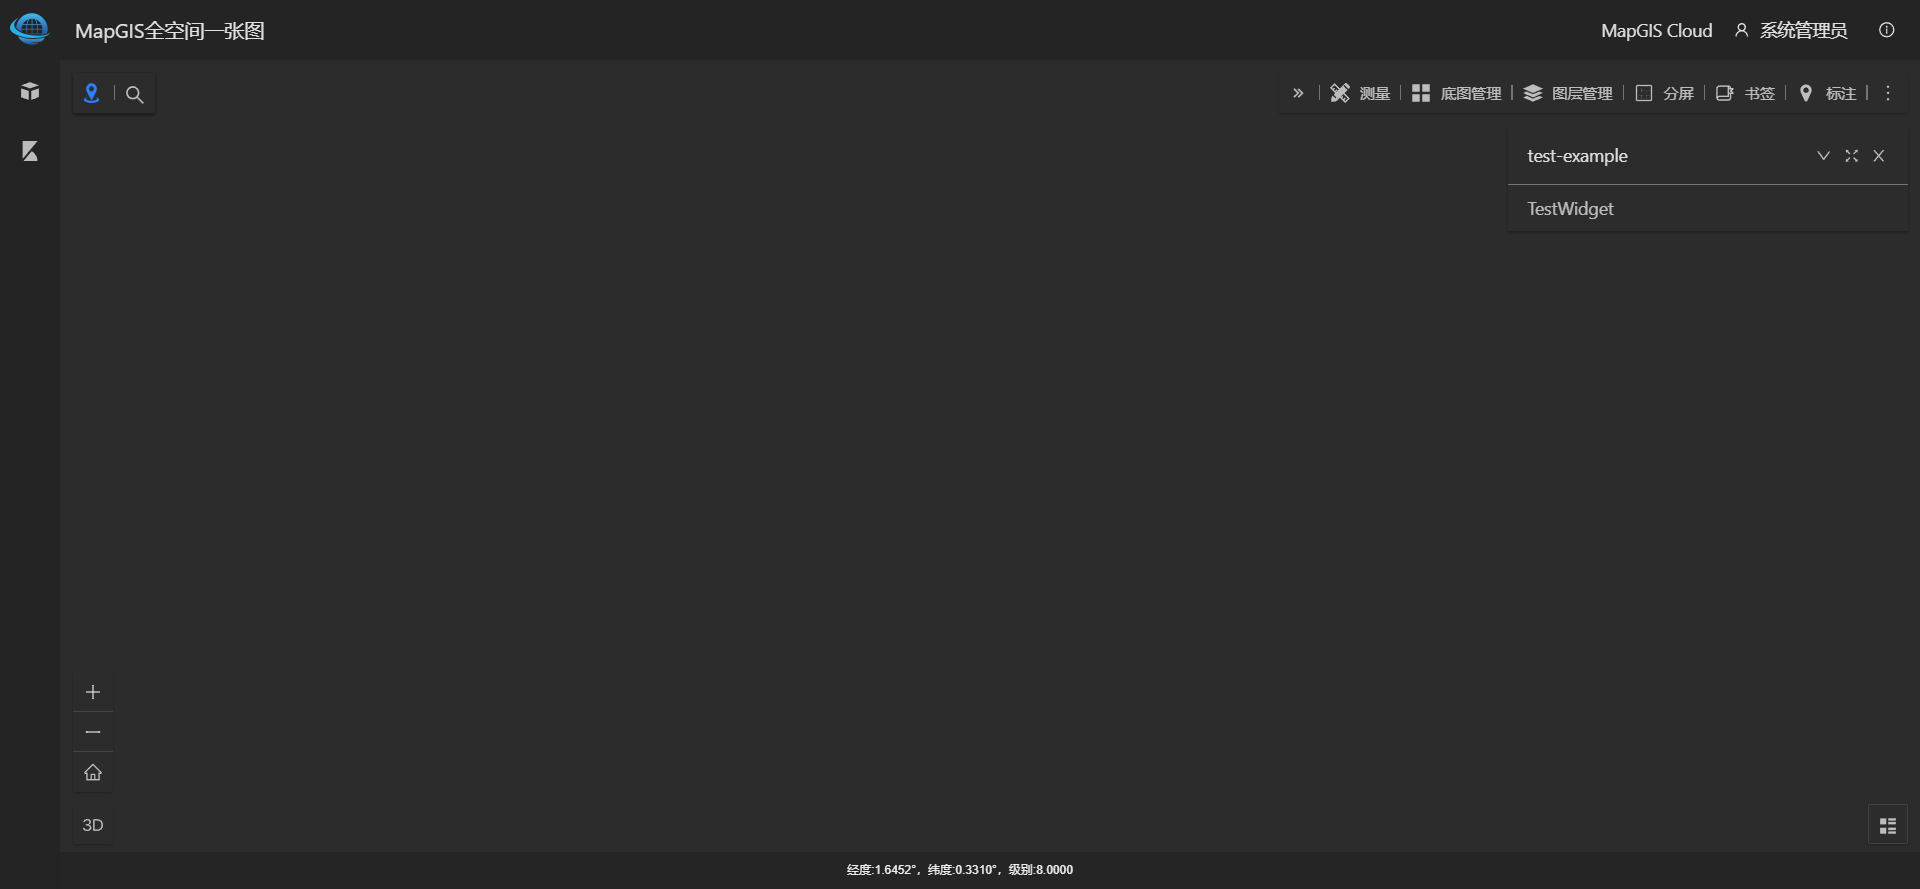 MapGIS全空间一张图
MapGIS Cloud 系统管理员
测量 底图管理 图层管理 分屏 书签 标注
test-example
TestWidget
3D
经度:1.6452°, 纬度:0.3310°, 级别:8.0000